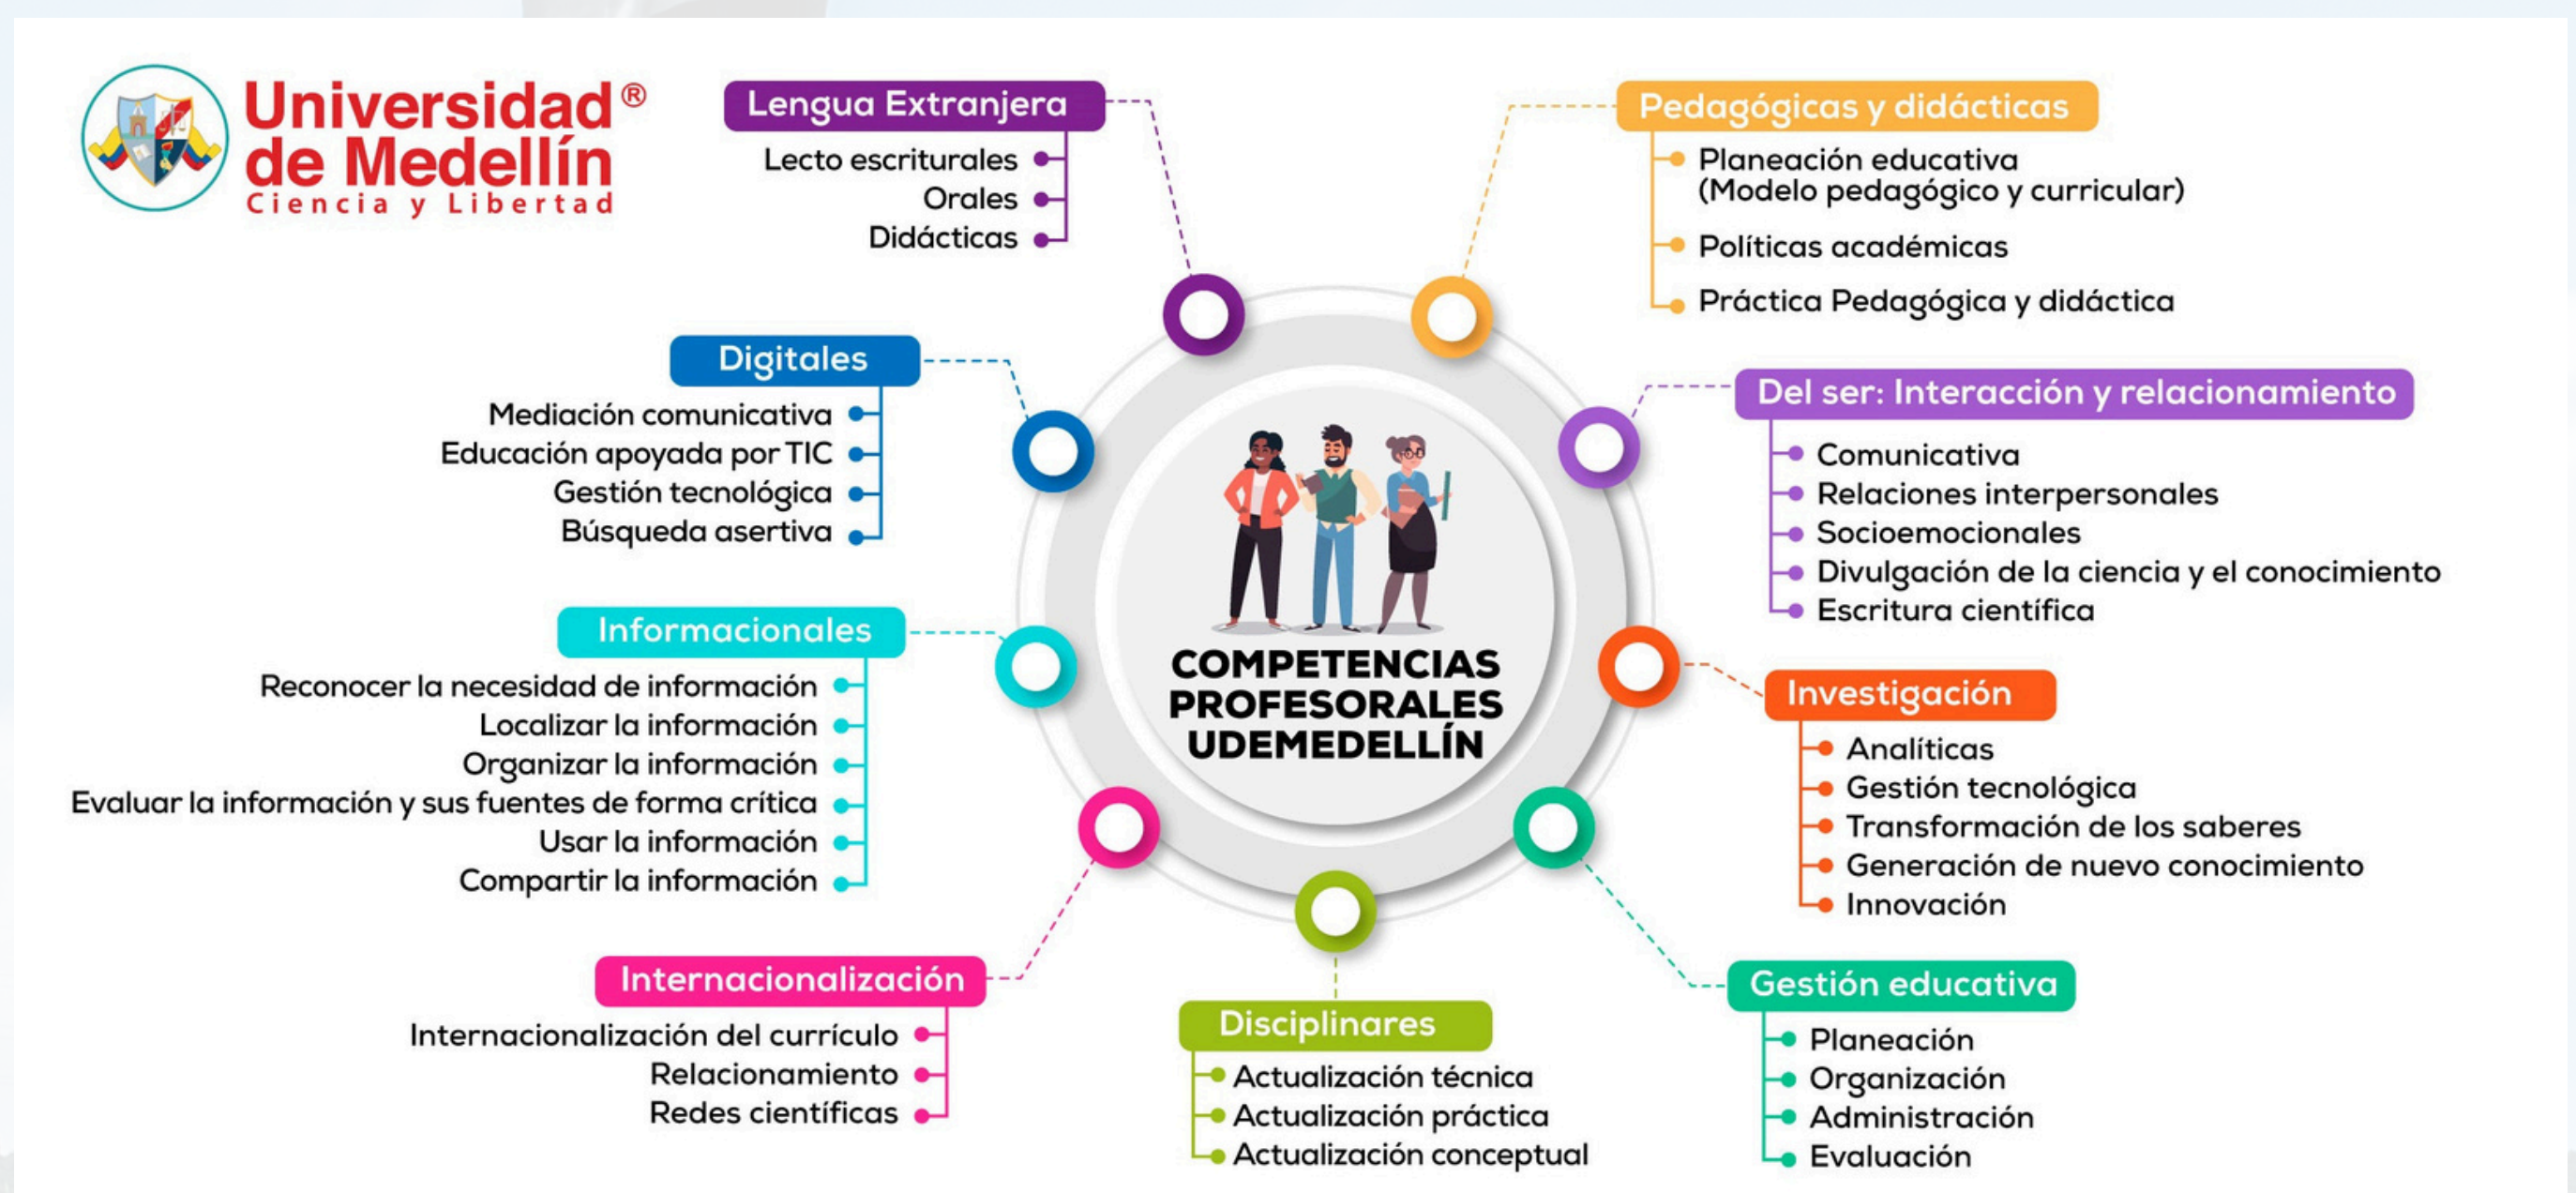 Universidad®
de Medellín
Ciencia y Libertad
Lengua Extranjera
Lecto escriturales
Orales
Didácticas
Digitales
Mediación comunicativa
Educación apoyada por TIC
Gestión tecnológica
Búsqueda asertiva
Informacionales
Reconocer la necesidad de información
Localizar la información
Organizar la información
Evaluar la información y sus fuentes de forma crítica
Usar la información
Compartir la información
Internacionalización
Internacionalización del currículo
Relacionamiento
Redes científicas
COMPETENCIAS
PROFESORALES
UDEMEDELLÍN
Disciplinares
Actualización técnica
Actualización práctica
Actualización conceptual
Pedagógicas y didácticas
Planeación educativa
(Modelo pedagógico y curricular)
Políticas académicas
Práctica Pedagógica y didáctica
Del ser: Interacción y relacionamiento
Comunicativa
Relaciones interpersonales
Socioemocionales
Divulgación de la ciencia y el conocimiento
Escritura científica
Investigación
Analíticas
Gestión tecnológica
Transformación de los saberes
Generación de nuevo conocimiento
Innovación
Gestión educativa
Planeación
Organización
Administración
Evaluación